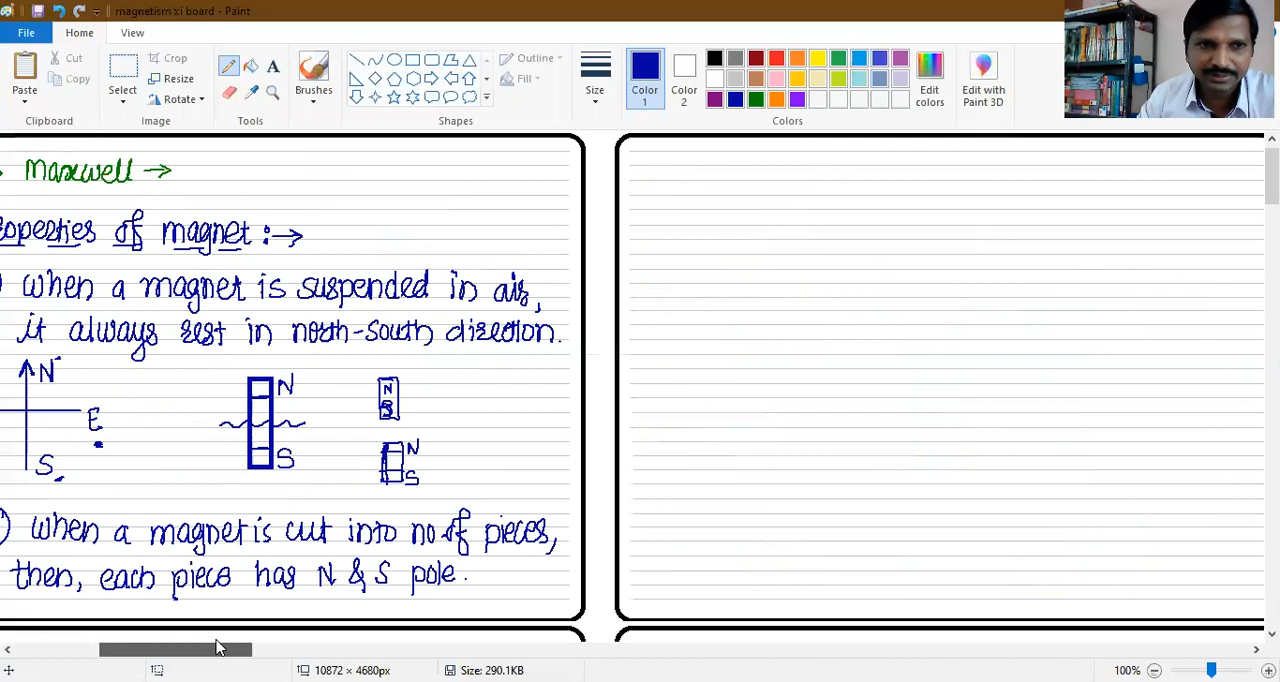 magnetism xi board - Paint
File Home View
Paste Cut Copy Clipboard
Select Crop Resize Rotate Image
Tools
Brushes
Shapes Outline Fill
Size
Color 1 Color 2 Edit colors Edit with Paint 3D
Colors
Maxwell →
operties of magnet :→
) when a magnet is suspended in air,
it always rest in north-south direction.
N
E
S
N
S
N
S
N
S
) when a magnet is cut into no of pieces,
then, each piece has N & S pole.
10872 × 4680px Size: 290.1KB 100%